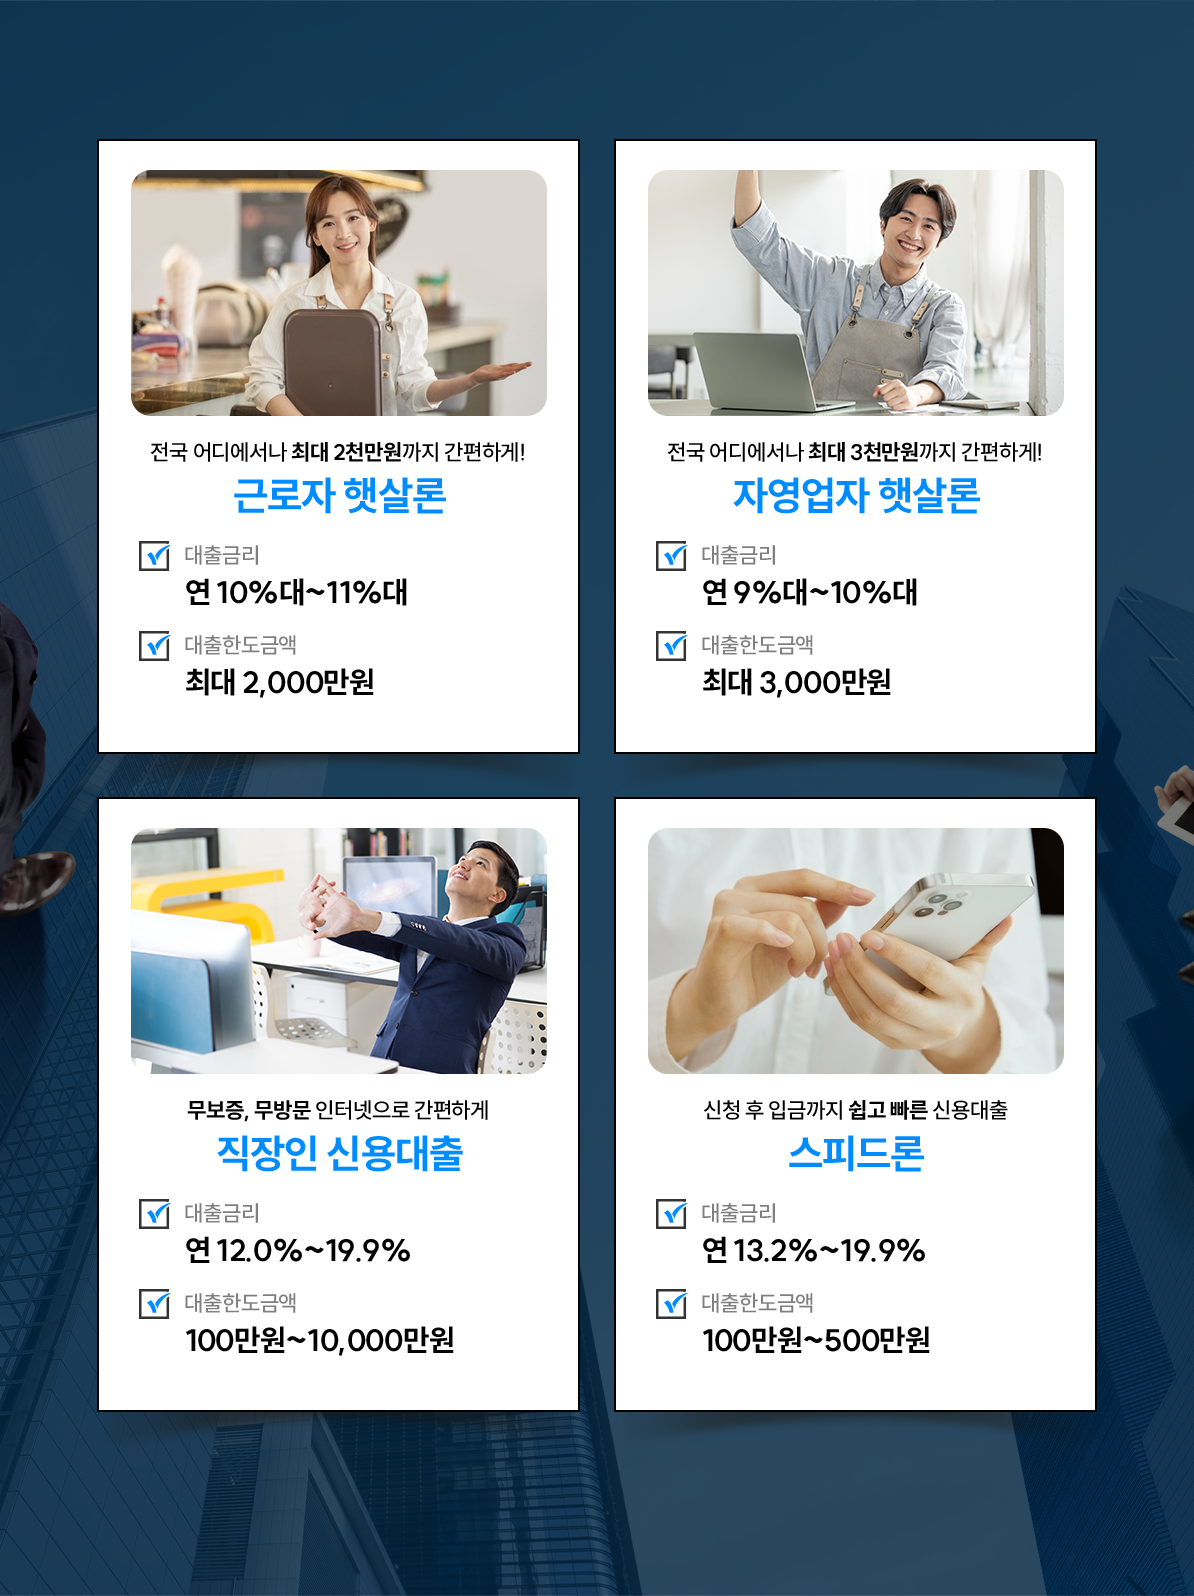 전국 어디에서나 최대 2천만원까지 간편하게!
근로자 햇살론
대출금리
연 10%대~11%대
대출한도금액
최대 2,000만원
전국 어디에서나 최대 3천만원까지 간편하게!
자영업자 햇살론
대출금리
연 9%대~10%대
대출한도금액
최대 3,000만원
무보증, 무방문 인터넷으로 간편하게
직장인 신용대출
대출금리
연 12.0%~19.9%
대출한도금액
100만원~10,000만원
신청 후 입금까지 쉽고 빠른 신용대출
스피드론
대출금리
연 13.2%~19.9%
대출한도금액
100만원~500만원